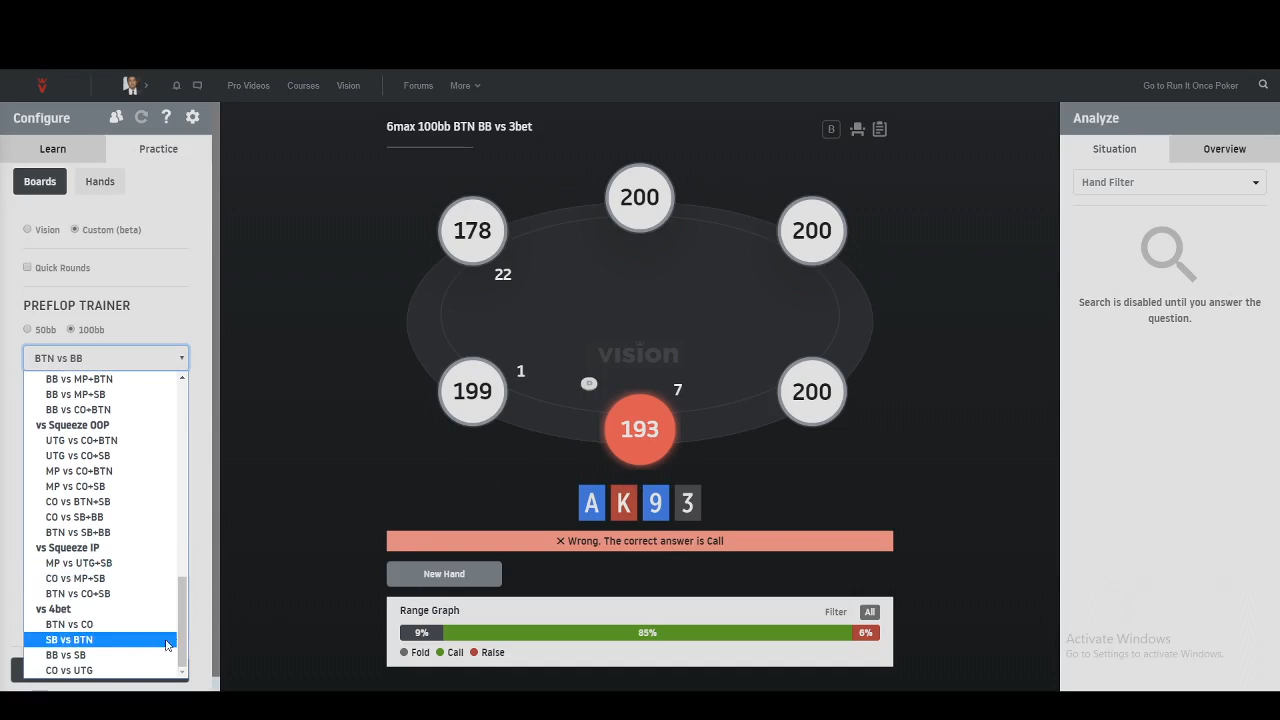 Pro Videos
Courses
Vision
Forums
More
Go to Run It Once Poker
Configure
?
Learn
Practice
Boards
Hands
Vision
Custom (beta)
Quick Rounds
PREFLOP TRAINER
50bb
100bb
BTN vs BB
BB vs MP+BTN
BB vs MP+SB
BB vs CO+BTN
vs Squeeze OOP
UTG vs CO+BTN
UTG vs CO+SB
MP vs CO+BTN
MP vs CO+SB
CO vs BTN+SB
CO vs SB+BB
BTN vs SB+BB
vs Squeeze IP
MP vs UTG+SB
CO vs MP+SB
BTN vs CO+SB
vs 4bet
BTN vs CO
SB vs BTN
BB vs SB
CO vs UTG
6max 100bb BTN BB vs 3bet
B
200
178
200
22
vision
199
1
D
7
200
193
A K 9 3
✕ Wrong. The correct answer is Call
New Hand
Range Graph
Filter
All
9%
85%
6%
Fold
Call
Raise
Analyze
Situation
Overview
Hand Filter
Search is disabled until you answer the
question.
Activate Windows
Go to Settings to activate Windows.